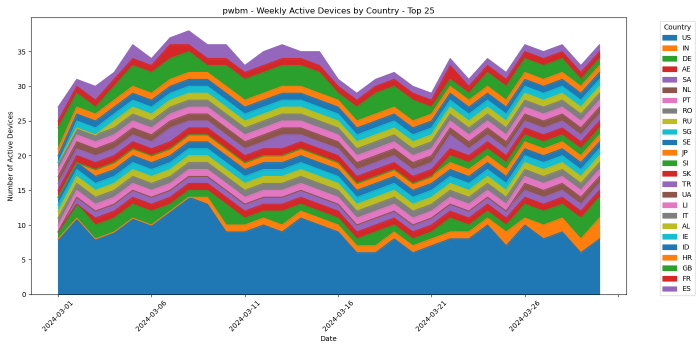 pwbm - Weekly Active Devices by Country - Top 25
Number of Active Devices
35
30
25
20
15
10
5
0
2024-03-01
2024-03-06
2024-03-11
2024-03-16
2024-03-21
2024-03-26
Date
Country
US
IN
DE
AE
SA
NL
PT
RO
RU
SG
SE
JP
SI
SK
TR
UA
LI
IT
AL
IE
ID
HR
GB
FR
ES